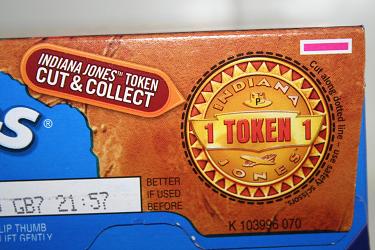 INDIANA JONES™ TOKEN
CUT & COLLECT
INDIANA
P
1 TOKEN 1
JONES
Cut along dotted line – use safety scissors
s®
GB7 21:57
BETTER
IF USED
BEFORE
K 103996 070
LIP THUMB
LIFT GENTLY